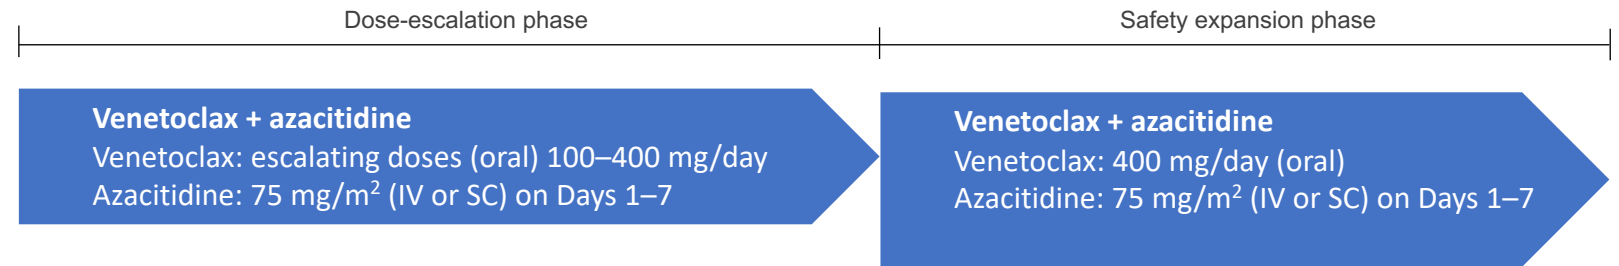 Dose-escalation phase
Safety expansion phase
Venetoclax + azacitidine
Venetoclax: escalating doses (oral) 100–400 mg/day
Azacitidine: 75 mg/m² (IV or SC) on Days 1–7
Venetoclax + azacitidine
Venetoclax: 400 mg/day (oral)
Azacitidine: 75 mg/m² (IV or SC) on Days 1–7